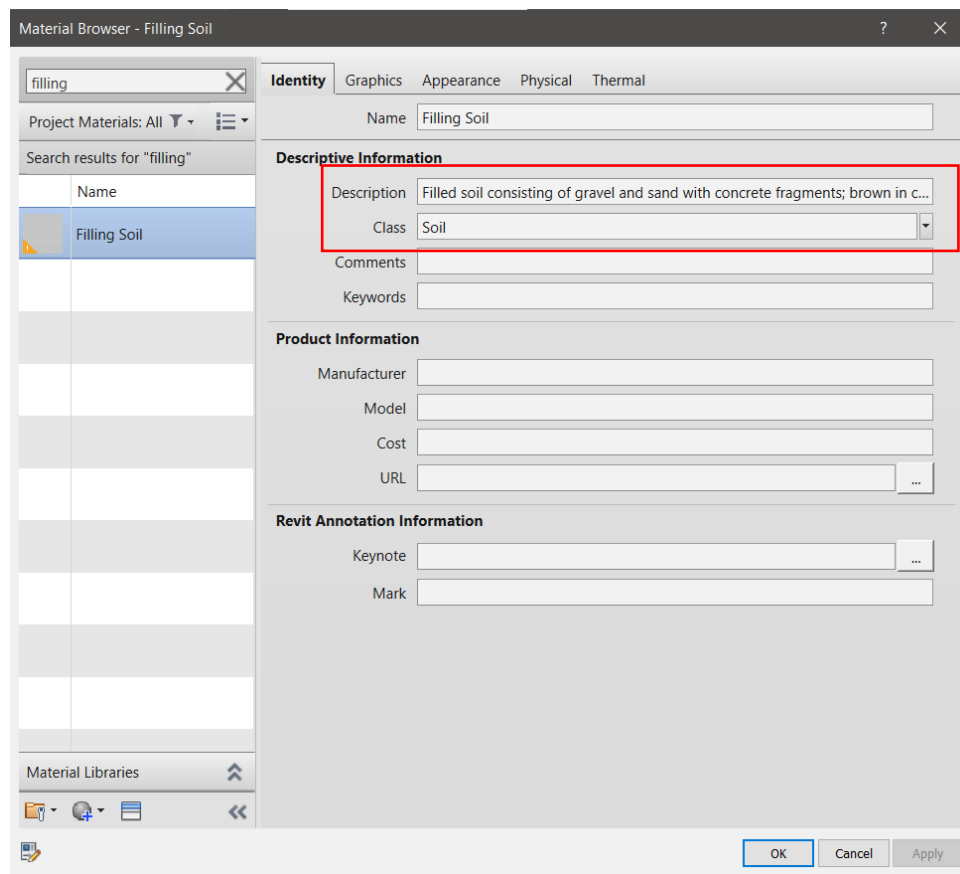 Material Browser - Filling Soil ?
filling
Identity Graphics Appearance Physical Thermal
Project Materials: All
Name Filling Soil
Search results for "filling"
Descriptive Information
Name
Description Filled soil consisting of gravel and sand with concrete fragments; brown in c...
Filling Soil
Class Soil
Comments
Keywords
Product Information
Manufacturer
Model
Cost
URL ...
Revit Annotation Information
Keynote ...
Mark
Material Libraries
OK Cancel Apply